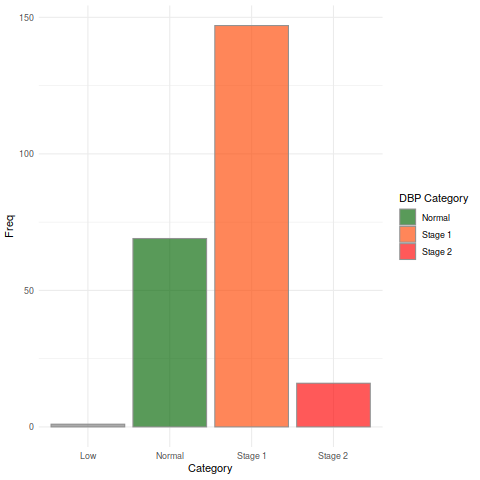 150
100
50
0
Freq
Low Normal Stage 1 Stage 2
Category
DBP Category
Normal
Stage 1
Stage 2